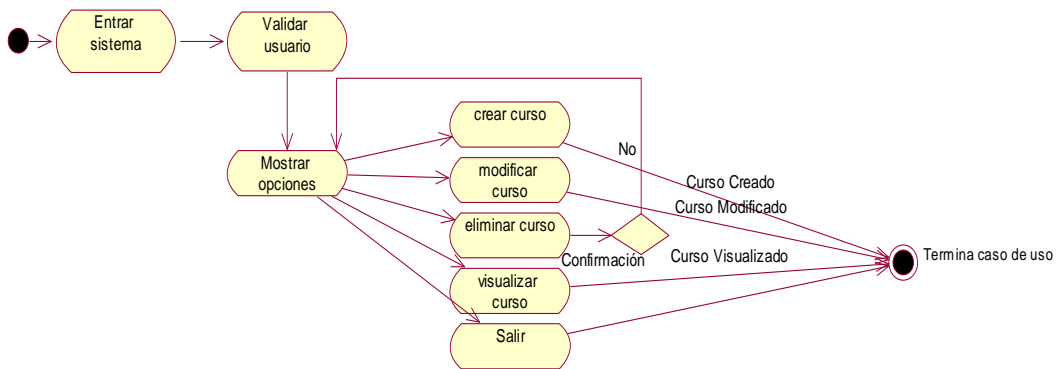 Entrar
sistema
Validar
usuario
Mostrar
opciones
crear curso
modificar
curso
eliminar curso
visualizar
curso
Salir
No
Confirmación
Curso Creado
Curso Modificado
Curso Visualizado
Termina caso de uso